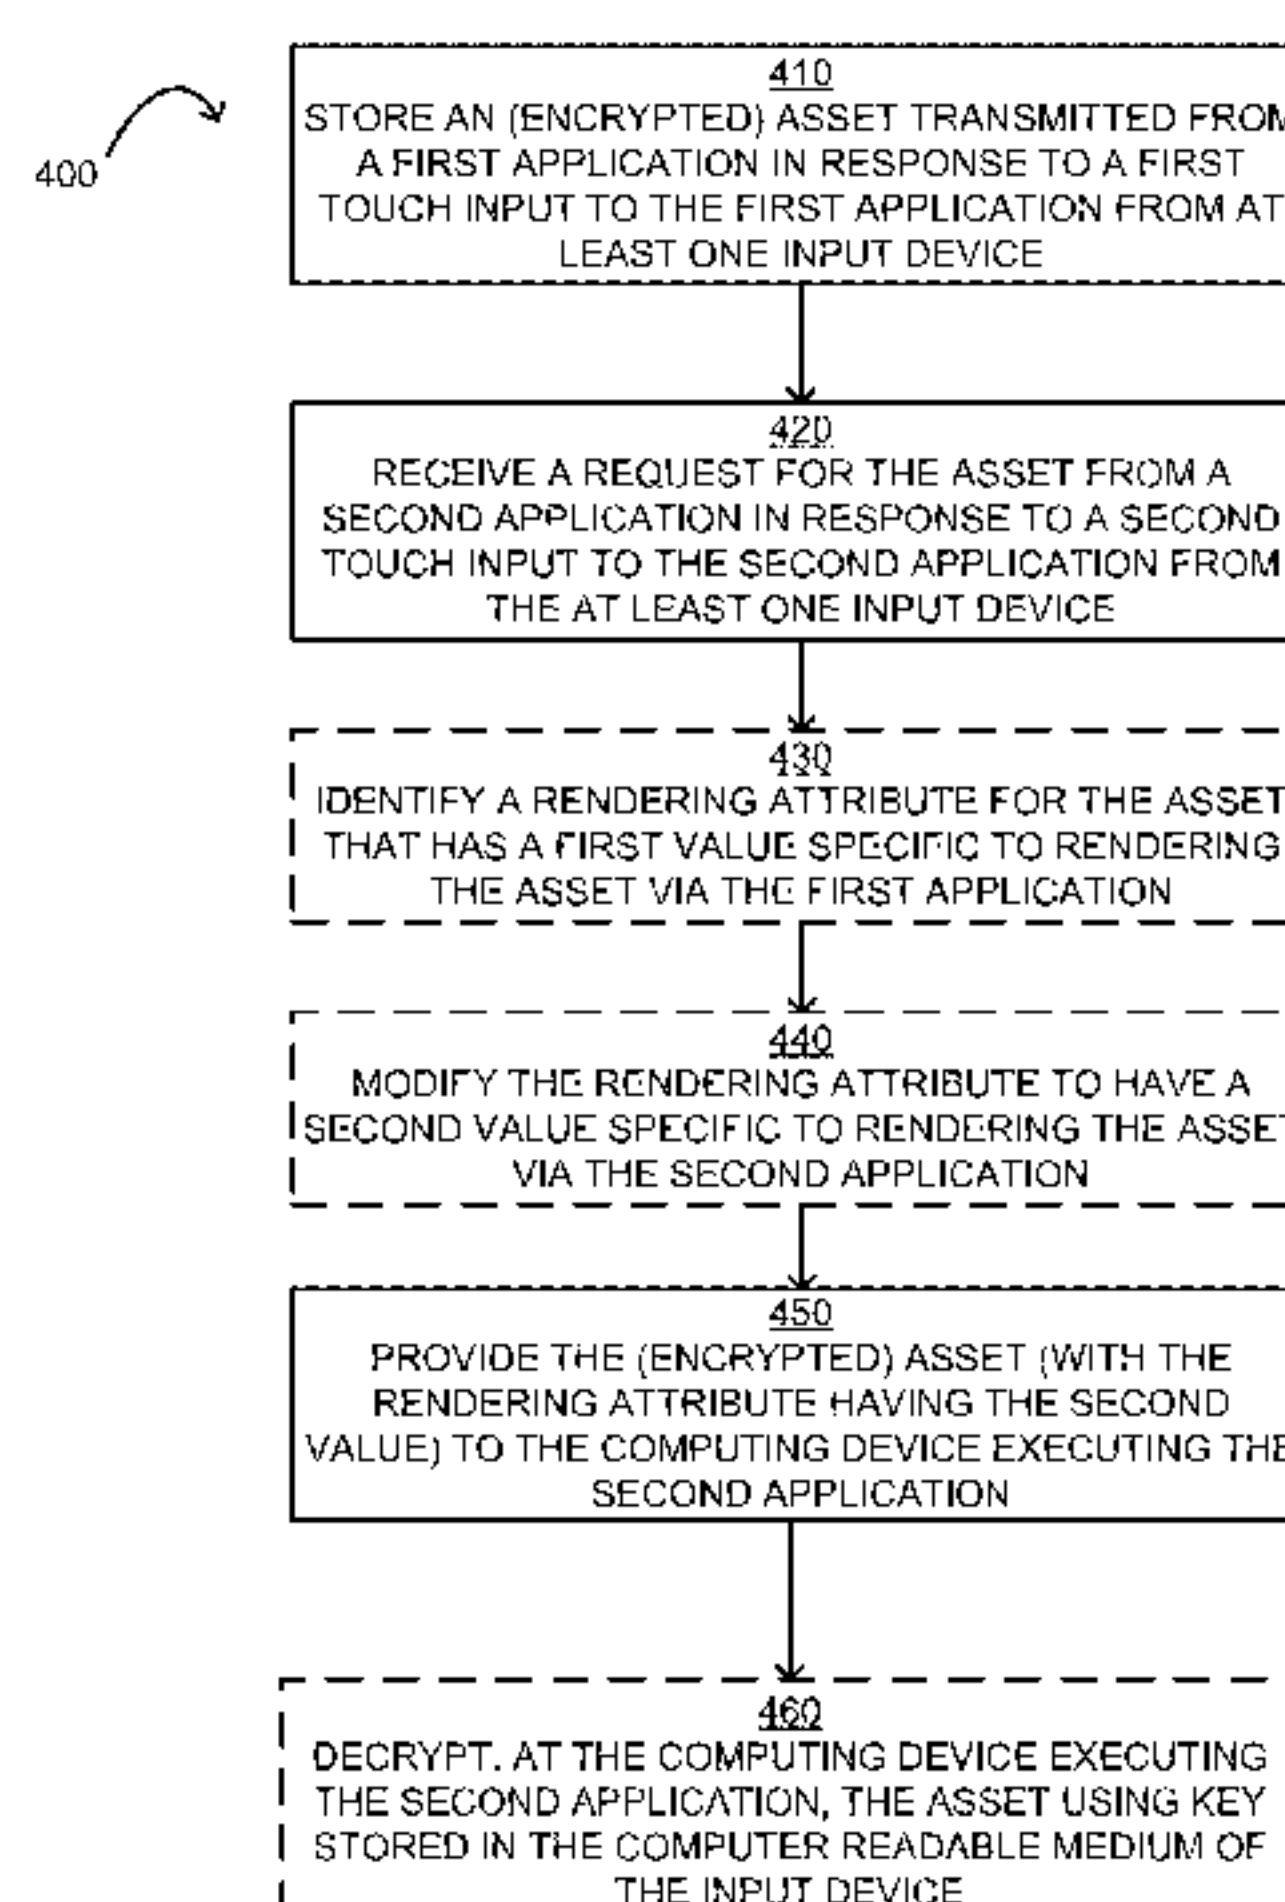 400
410
STORE AN (ENCRYPTED) ASSET TRANSMITTED FROM
A FIRST APPLICATION IN RESPONSE TO A FIRST
TOUCH INPUT TO THE FIRST APPLICATION FROM AT
LEAST ONE INPUT DEVICE
420
RECEIVE A REQUEST FOR THE ASSET FROM A
SECOND APPLICATION IN RESPONSE TO A SECOND
TOUCH INPUT TO THE SECOND APPLICATION FROM
THE AT LEAST ONE INPUT DEVICE
430
IDENTIFY A RENDERING ATTRIBUTE FOR THE ASSET
THAT HAS A FIRST VALUE SPECIFIC TO RENDERING
THE ASSET VIA THE FIRST APPLICATION
440
MODIFY THE RENDERING ATTRIBUTE TO HAVE A
SECOND VALUE SPECIFIC TO RENDERING THE ASSET
VIA THE SECOND APPLICATION
450
PROVIDE THE (ENCRYPTED) ASSET (WITH THE
RENDERING ATTRIBUTE HAVING THE SECOND
VALUE) TO THE COMPUTING DEVICE EXECUTING THE
SECOND APPLICATION
460
DECRYPT. AT THE COMPUTING DEVICE EXECUTING
THE SECOND APPLICATION, THE ASSET USING KEY
STORED IN THE COMPUTER READABLE MEDIUM OF
THE INPUT DEVICE